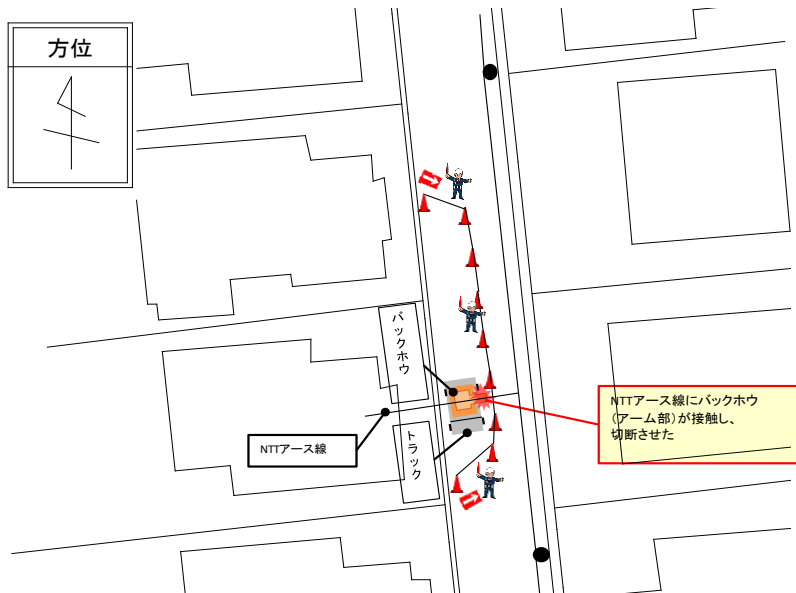 方位
バックホウ
NTTアース線
トラック
NTTアース線にバックホウ
（アーム部）が接触し、
切断させた